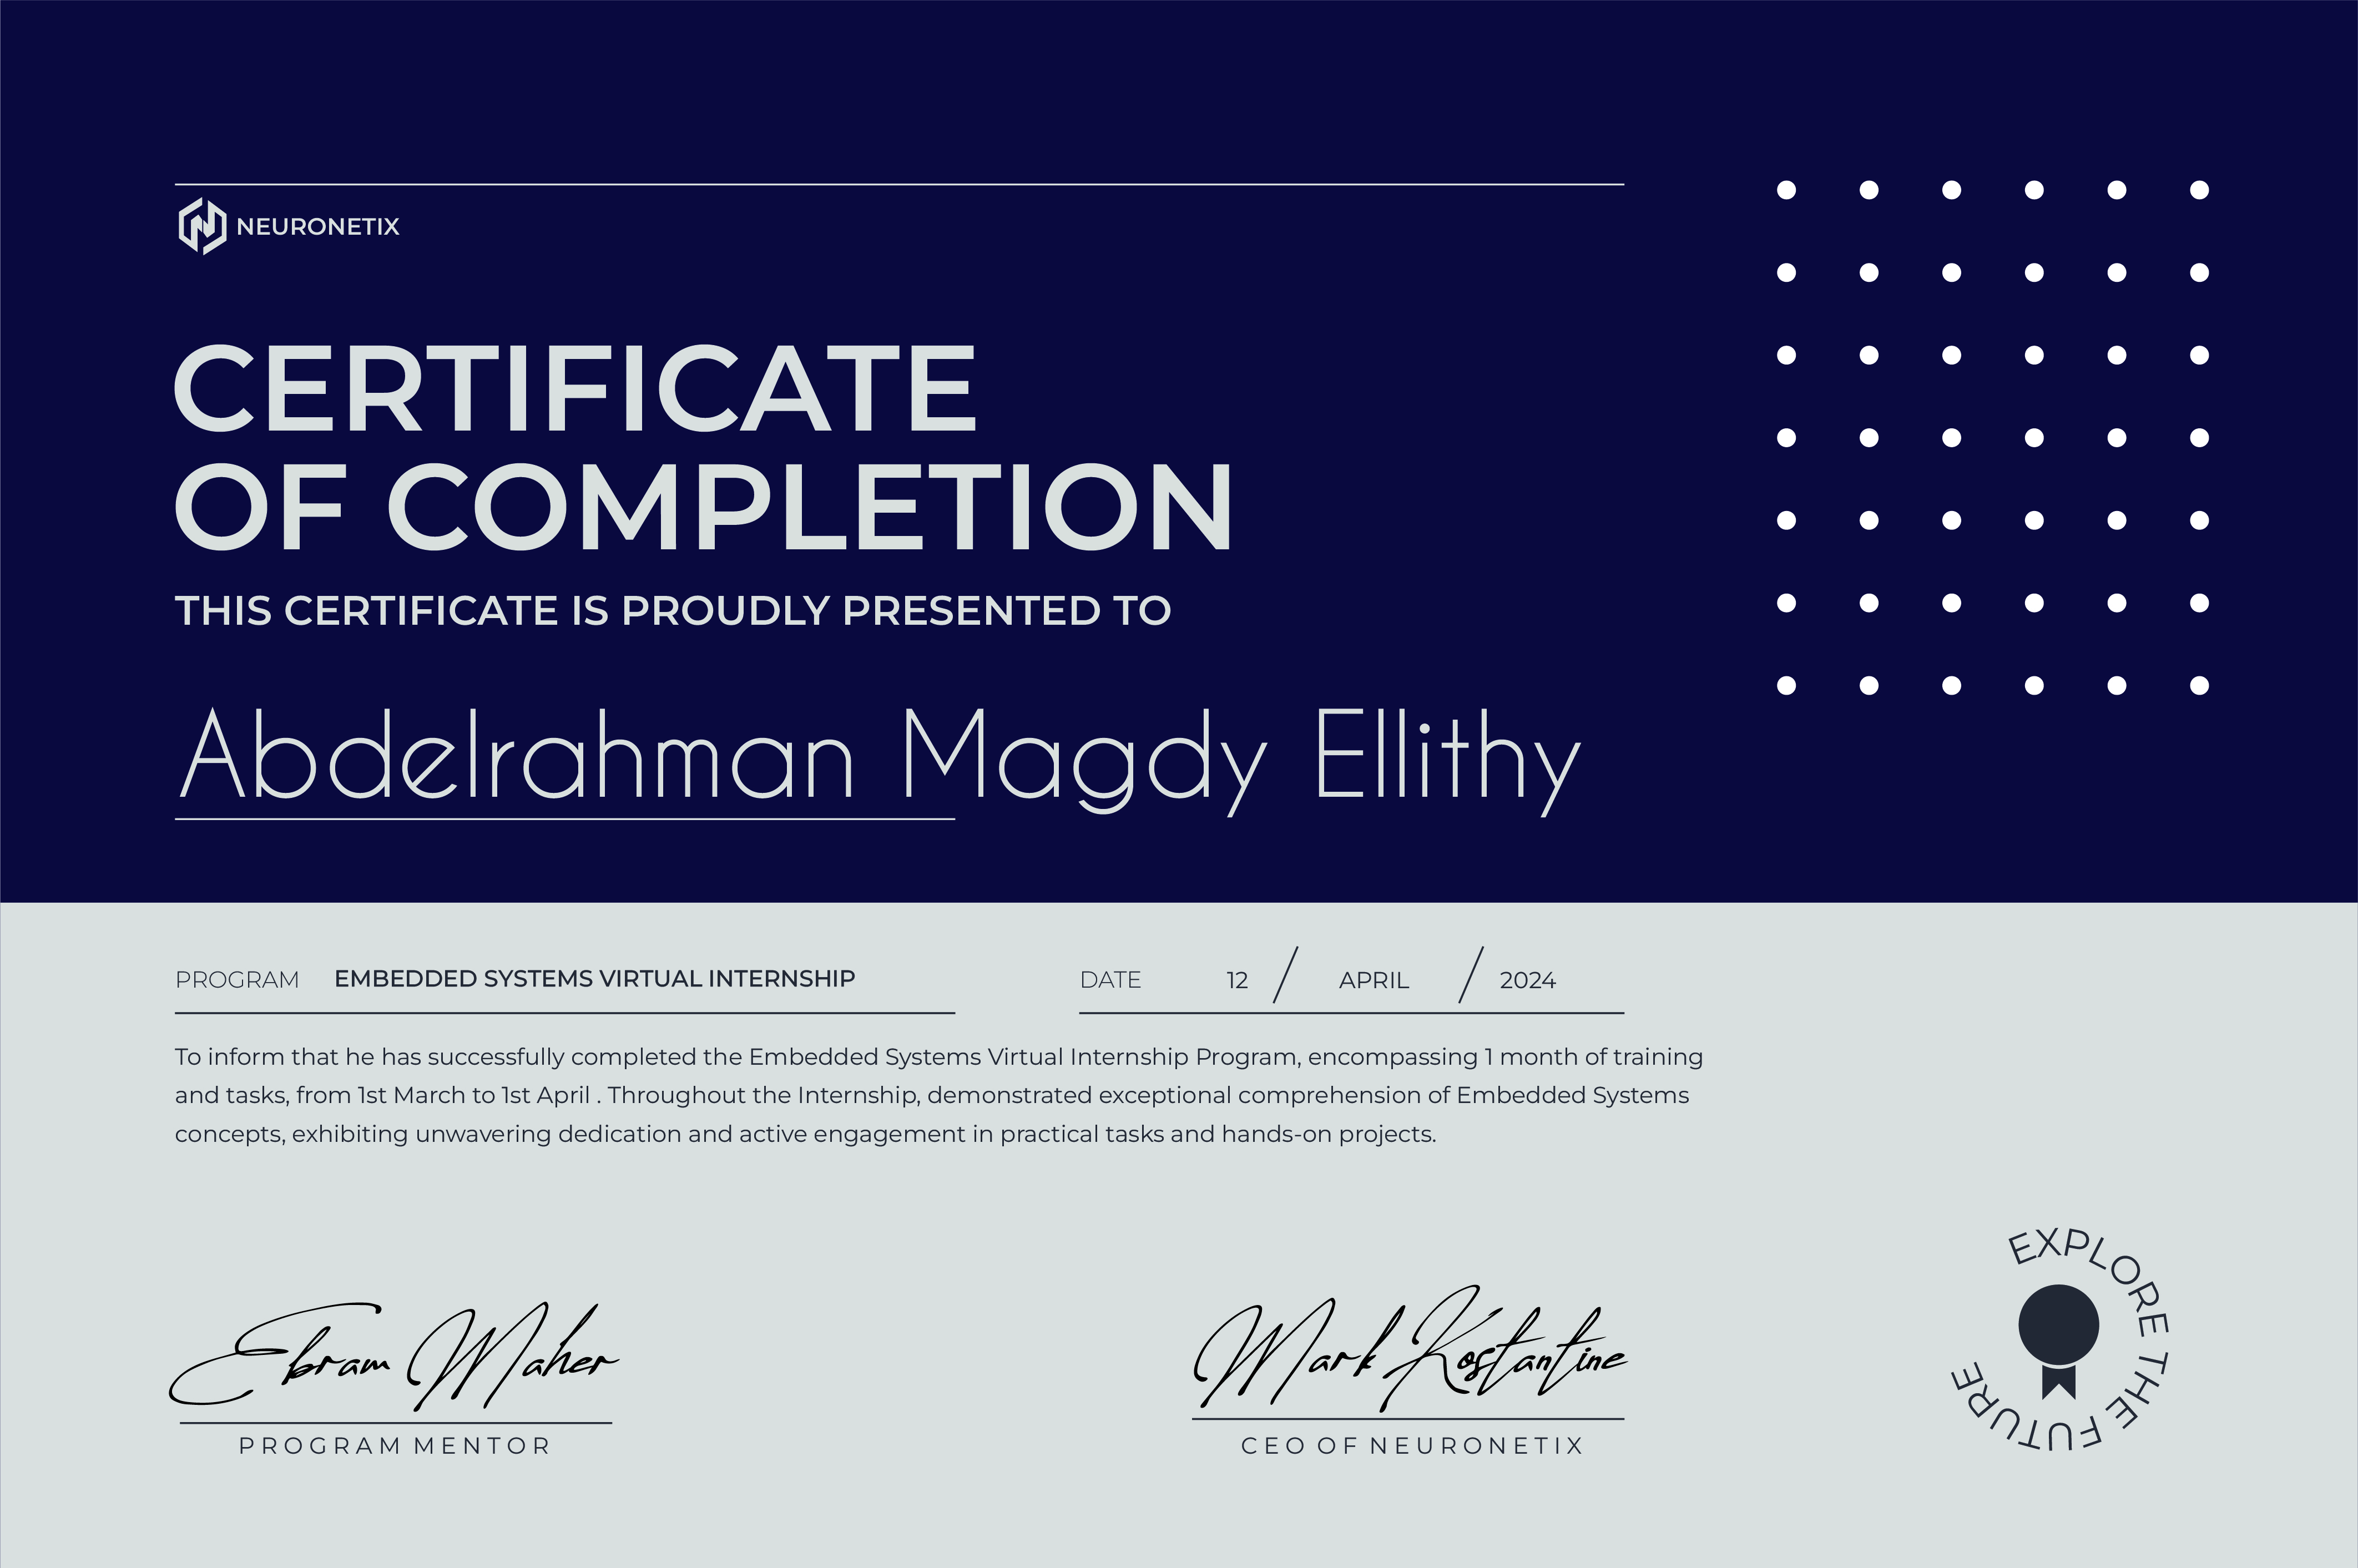 NEURONETIX
CERTIFICATE
OF COMPLETION
THIS CERTIFICATE IS PROUDLY PRESENTED TO
Abdelrahman Magdy Ellithy
PROGRAM EMBEDDED SYSTEMS VIRTUAL INTERNSHIP
DATE 12 / APRIL / 2024
To inform that he has successfully completed the Embedded Systems Virtual Internship Program, encompassing 1 month of training
and tasks, from 1st March to 1st April . Throughout the Internship, demonstrated exceptional comprehension of Embedded Systems
concepts, exhibiting unwavering dedication and active engagement in practical tasks and hands-on projects.
Ebram Maher
PROGRAM MENTOR
Mark Kostantine
CEO OF NEURONETIX
EXPLORE THE FUTURE